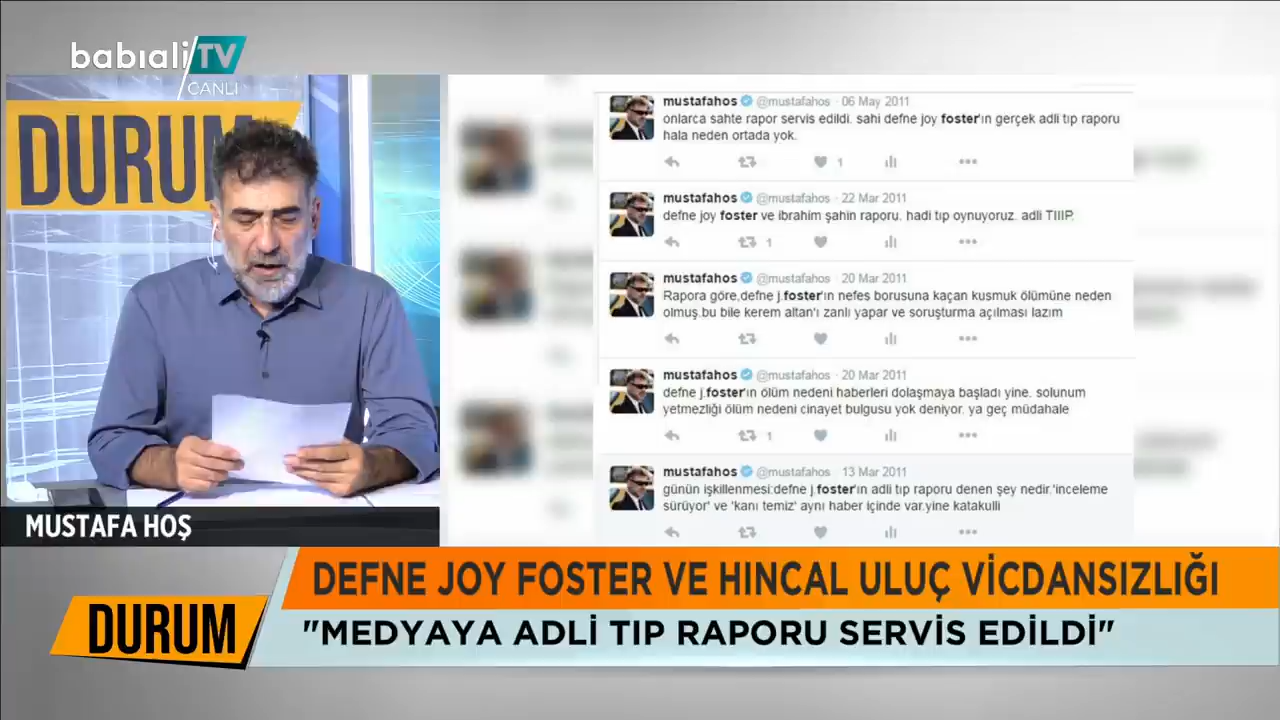 babıali TV
CANLI
DURUM
mustafahos @mustafahos · 06 May 2011
onlarca sahte rapor servis edildi. sahi defne joy foster'ın gerçek adli tıp raporu
hala neden ortada yok.
1
mustafahos @mustafahos · 22 Mar 2011
defne joy foster ve ibrahim şahin raporu. hadi tıp oynuyoruz. adli TIIIP.
1
mustafahos @mustafahos · 20 Mar 2011
Rapora göre,defne j.foster'ın nefes borusuna kaçan kusmuk ölümüne neden
olmuş.bu bile kerem altan'ı zanlı yapar ve soruşturma açılması lazım
mustafahos @mustafahos · 20 Mar 2011
defne j.foster'ın ölüm nedeni haberleri dolaşmaya başladı yine. solunum
yetmezliği ölüm nedeni cinayet bulgusu yok deniyor. ya geç müdahale
1
mustafahos @mustafahos · 13 Mar 2011
günün işkillenmesi:defne j.foster'ın adli tıp raporu denen şey nedir.'inceleme
sürüyor' ve 'kanı temiz' aynı haber içinde var.yine katakulli
MUSTAFA HOŞ
DEFNE JOY FOSTER VE HINCAL ULUÇ VİCDANSIZLIĞI
DURUM
"MEDYAYA ADLİ TIP RAPORU SERVİS EDİLDİ"